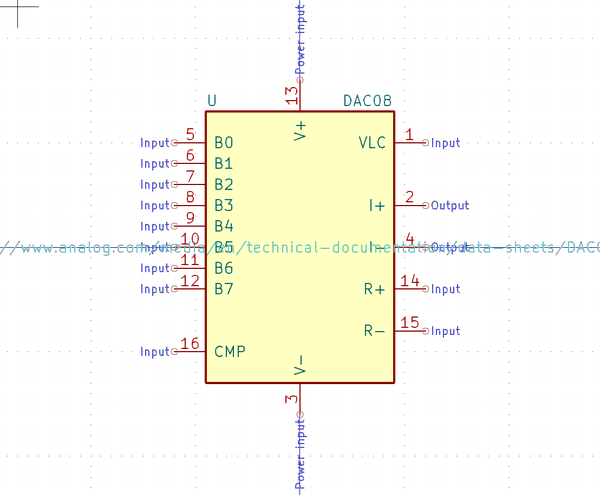 Power input
13
U DAC08
V+
Input 5 B0 VLC 1 Input
Input 6 B1
Input 7 B2
Input 8 B3 I+ 2 Output
Input 9 B4
Input 10 B5 I- 4 Output
//www.analog.com/media/en/technical-documentation/data-sheets/DAC0
Input 11 B6
Input 12 B7 R+ 14 Input
R- 15 Input
Input 16 CMP
V-
3
Power input